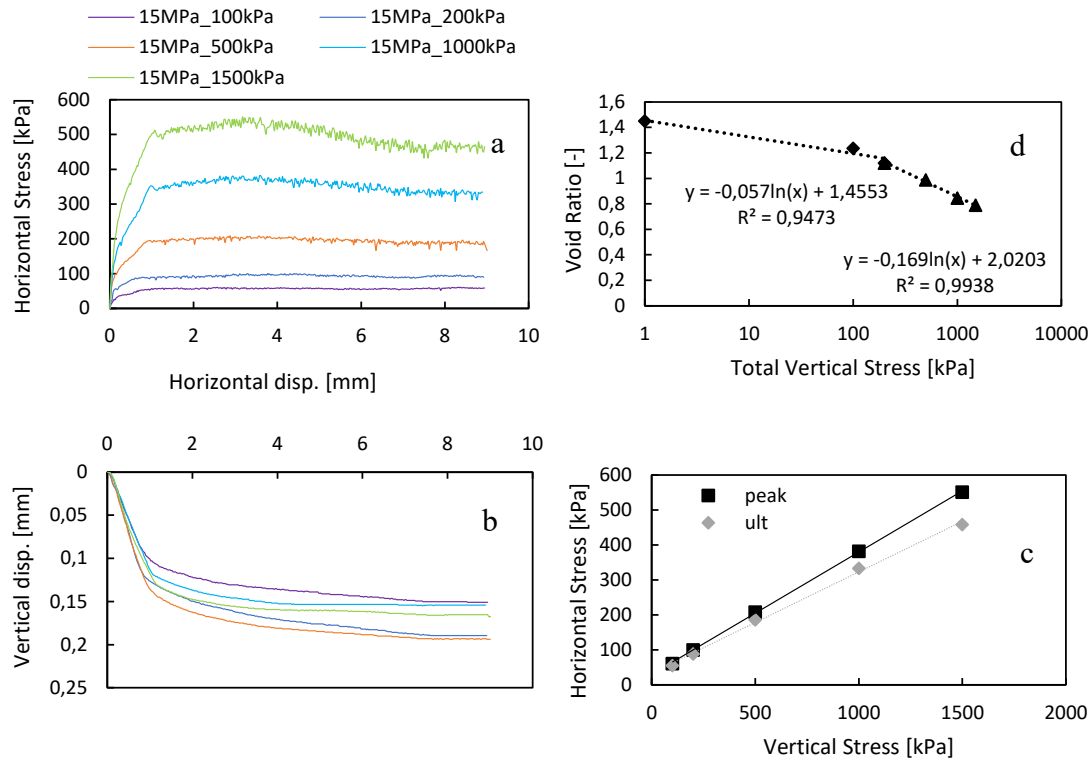 15MPa_100kPa 15MPa_200kPa
15MPa_500kPa 15MPa_1000kPa
15MPa_1500kPa
Horizontal Stress [kPa]
600
500
400
300
200
100
0
a
0 2 4 6 8 10
Horizontal disp. [mm]
Void Ratio [-]
1,6
1,4
1,2
1
0,8
0,6
0,4
0,2
0
d
y = -0,057ln(x) + 1,4553
R² = 0,9473
y = -0,169ln(x) + 2,0203
R² = 0,9938
1 10 100 1000 10000
Total Vertical Stress [kPa]
0 2 4 6 8 10
Vertical disp. [mm]
0
0,05
0,1
0,15
0,2
0,25
b
Horizontal Stress [kPa]
600
500
400
300
200
100
0
peak
ult
c
0 500 1000 1500 2000
Vertical Stress [kPa]